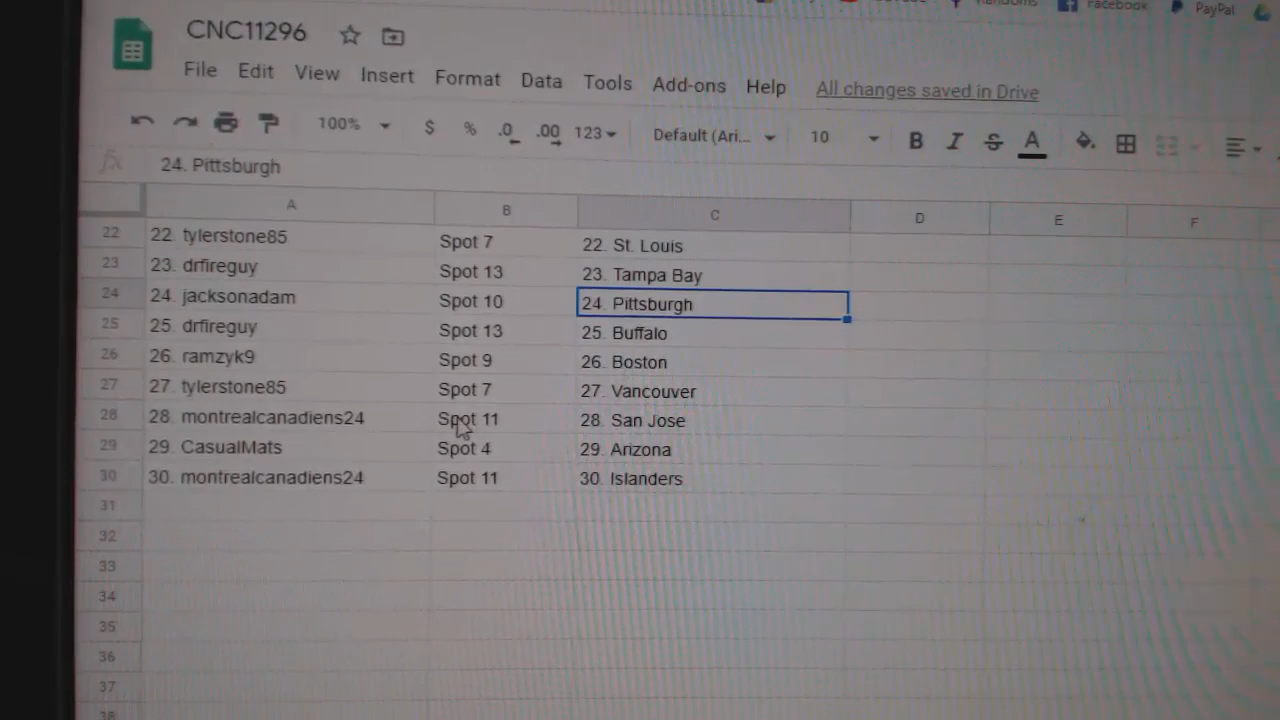 Facebook PayPal
CNC11296
File Edit View Insert Format Data Tools Add-ons Help All changes saved in Drive
100% $ % .0 .00 123 Default (Ari... 10 B I S A
fx 24. Pittsburgh
A B C D E F
22 22. tylerstone85 Spot 7 22. St. Louis
23 23. drfireguy Spot 13 23. Tampa Bay
24 24. jacksonadam Spot 10 24. Pittsburgh
25 25. drfireguy Spot 13 25. Buffalo
26 26. ramzyk9 Spot 9 26. Boston
27 27. tylerstone85 Spot 7 27. Vancouver
28 28. montrealcanadiens24 Spot 11 28. San Jose
29 29. CasualMats Spot 4 29. Arizona
30 30. montrealcanadiens24 Spot 11 30. Islanders
31
32
33
34
35
36
37
38